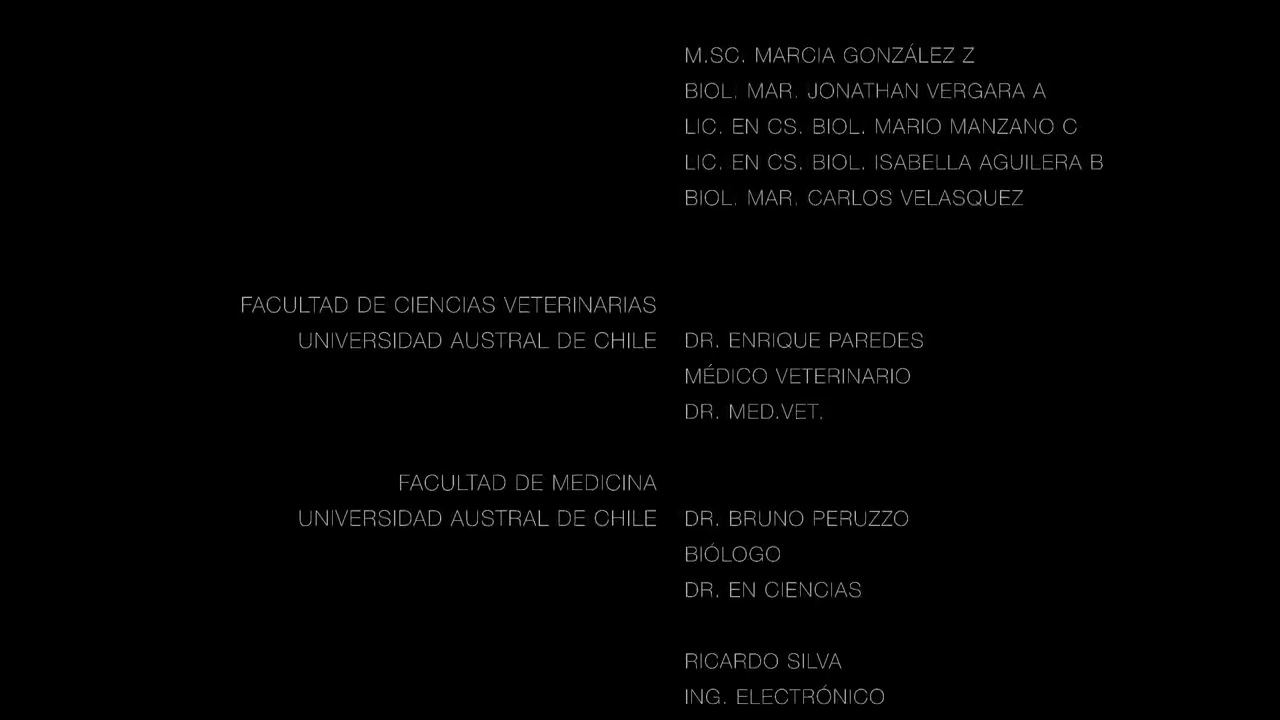 M.SC. MARCIA GONZÁLEZ Z
BIOL. MAR. JONATHAN VERGARA A
LIC. EN CS. BIOL. MARIO MANZANO C
LIC. EN CS. BIOL. ISABELLA AGUILERA B
BIOL. MAR. CARLOS VELASQUEZ
FACULTAD DE CIENCIAS VETERINARIAS
UNIVERSIDAD AUSTRAL DE CHILE DR. ENRIQUE PAREDES
MÉDICO VETERINARIO
DR. MED.VET.
FACULTAD DE MEDICINA
UNIVERSIDAD AUSTRAL DE CHILE DR. BRUNO PERUZZO
BIÓLOGO
DR. EN CIENCIAS
RICARDO SILVA
ING. ELECTRÓNICO